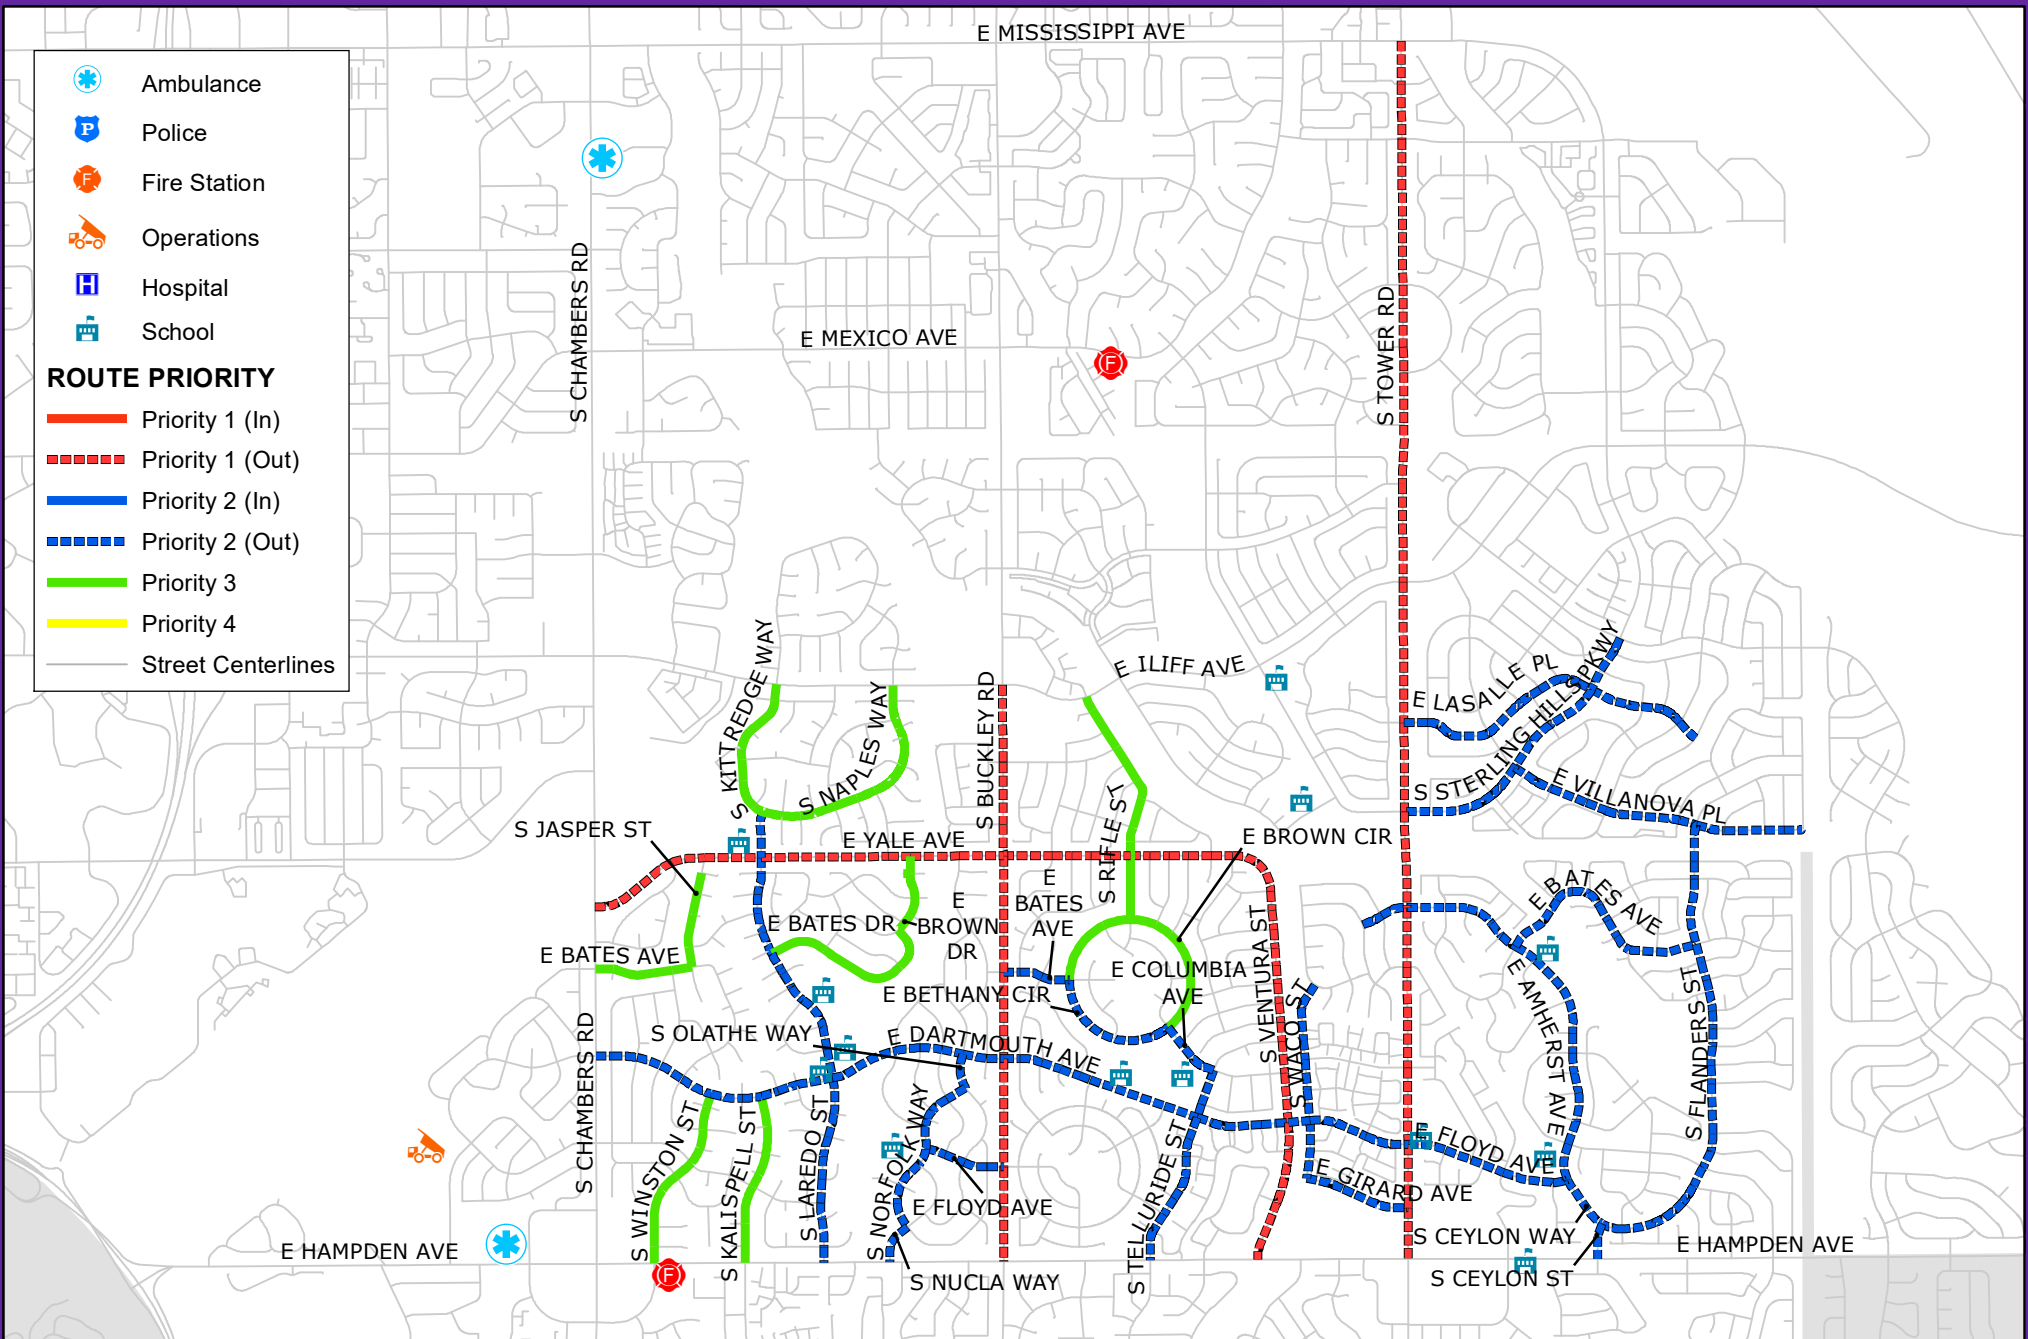 E MISSISSIPPI AVE
Ambulance
P
Police
F
Fire Station
Operations
H
Hospital
School
ROUTE PRIORITY
Priority 1 (In)
Priority 1 (Out)
Priority 2 (In)
Priority 2 (Out)
Priority 3
Priority 4
Street Centerlines
S CHAMBERS RD
E MEXICO AVE
F
S TOWER RD
S KITTREDGE WAY
S NAPLES WAY
S BUCKLEY RD
E ILIFF AVE
E LASALLE PL
S STERLING HILLS PKWY
E VILLANOVA PL
S JASPER ST
E YALE AVE
S RIFLE ST
E BROWN CIR
E BATES AVE
E BATES DR
E
BROWN
DR
E
BATES
AVE
E BATES AVE
E COLUMBIA
AVE
E BETHANY CIR
S VENTURA ST
S WACO ST
E AMHERST AVE
S FLANDERS ST
S OLATHE WAY
E DARTMOUTH AVE
S CHAMBERS RD
S WINSTON ST
S KALISPELL ST
S LAREDO ST
S NORFOLK WAY
E FLOYD AVE
S TELLURIDE ST
E FLOYD AVE
E GIRARD AVE
S CEYLON WAY
E HAMPDEN AVE
E HAMPDEN AVE
F
S NUCLA WAY
S CEYLON ST